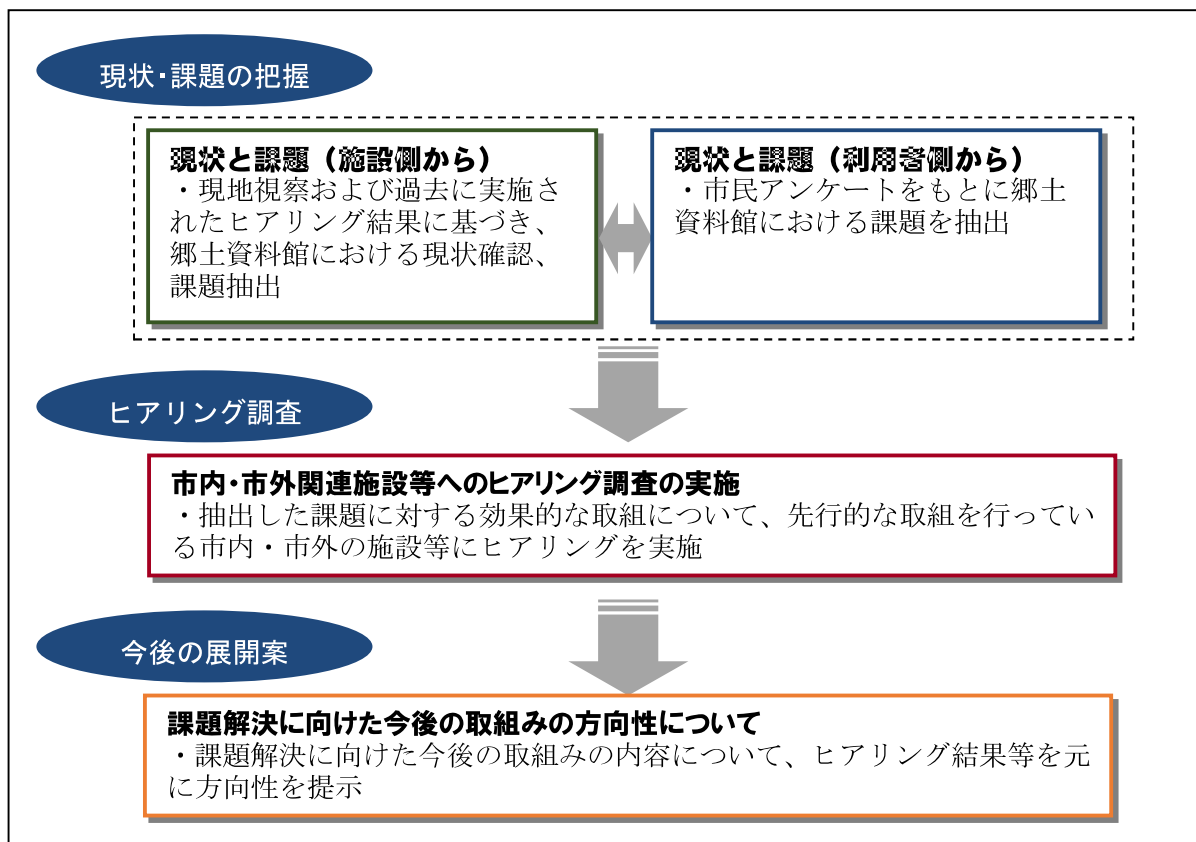 現状・課題の把握
現状と課題（施設側から）
・現地視察および過去に実施さ
れたヒアリング結果に基づき、
郷土資料館における現状確認、
課題抽出
現状と課題（利用者側から）
・市民アンケートをもとに郷土
資料館における課題を抽出
ヒアリング調査
市内・市外関連施設等へのヒアリング調査の実施
・抽出した課題に対する効果的な取組について、先行的な取組を行ってい
る市内・市外の施設等にヒアリングを実施
今後の展開案
課題解決に向けた今後の取組みの方向性について
・課題解決に向けた今後の取組みの内容について、ヒアリング結果等を元
に方向性を提示